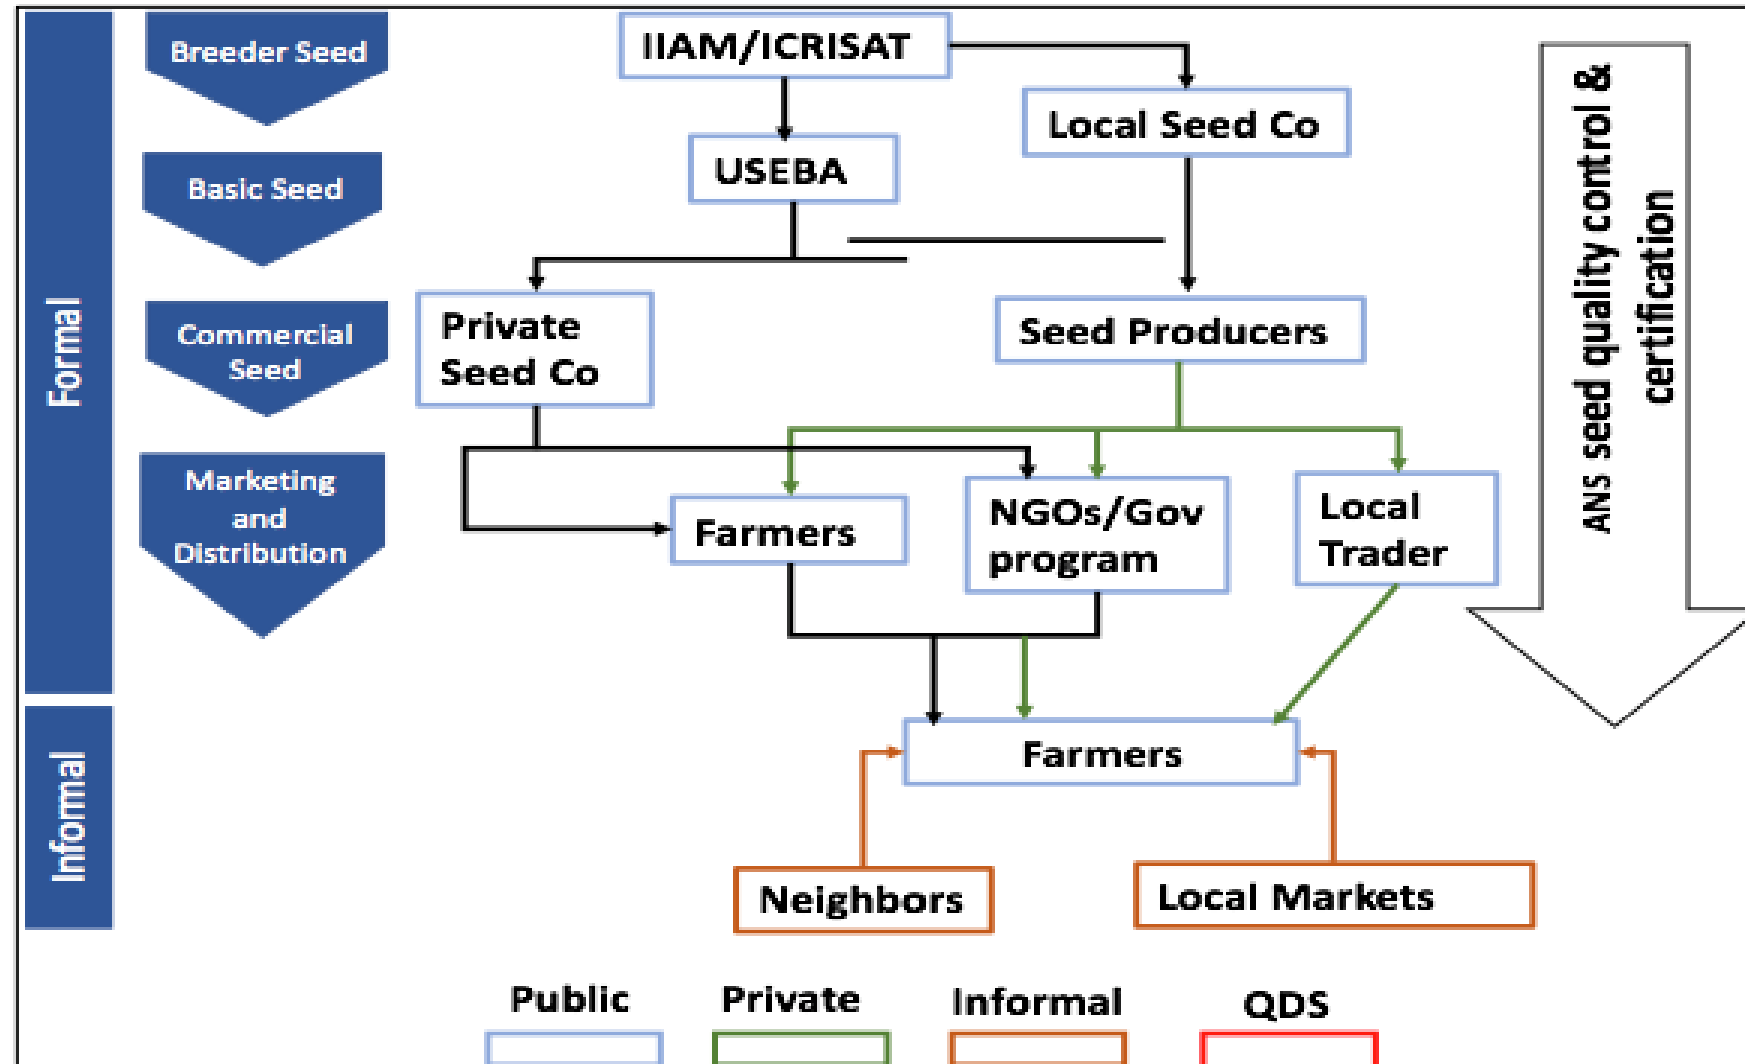 Breeder Seed
IIAM/ICRISAT
Local Seed Co
USEBA
Basic Seed
Formal
Commercial
Seed
Private
Seed Co
Seed Producers
ANS seed quality control &
certification
Marketing
and
Distribution
Farmers
NGOs/Gov
program
Local
Trader
Informal
Farmers
Neighbors
Local Markets
Public
Private
Informal
QDS